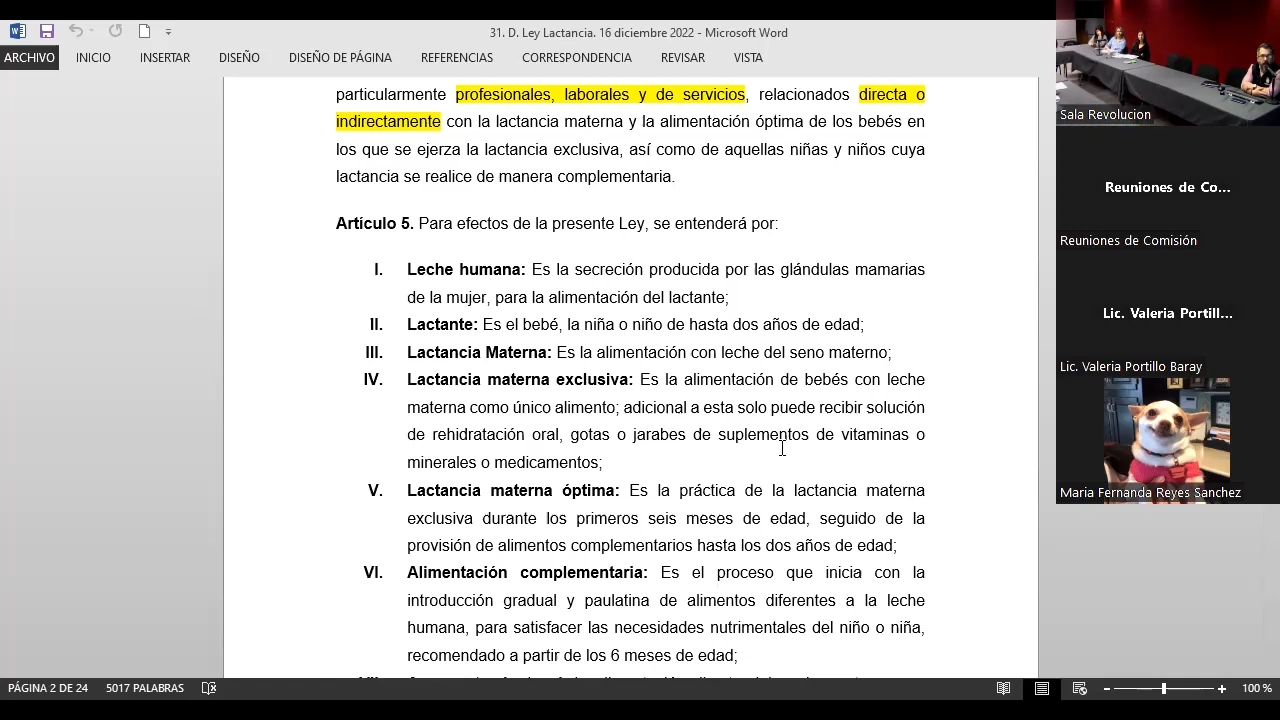 31. D. Ley Lactancia. 16 diciembre 2022 - Microsoft Word
ARCHIVO INICIO INSERTAR DISEÑO DISEÑO DE PÁGINA REFERENCIAS CORRESPONDENCIA REVISAR VISTA
particularmente profesionales, laborales y de servicios, relacionados directa o
indirectamente con la lactancia materna y la alimentación óptima de los bebés en
los que se ejerza la lactancia exclusiva, así como de aquellas niñas y niños cuya
lactancia se realice de manera complementaria.
Artículo 5. Para efectos de la presente Ley, se entenderá por:
I. Leche humana: Es la secreción producida por las glándulas mamarias
de la mujer, para la alimentación del lactante;
II. Lactante: Es el bebé, la niña o niño de hasta dos años de edad;
III. Lactancia Materna: Es la alimentación con leche del seno materno;
IV. Lactancia materna exclusiva: Es la alimentación de bebés con leche
materna como único alimento; adicional a esta solo puede recibir solución
de rehidratación oral, gotas o jarabes de suplementos de vitaminas o
minerales o medicamentos;
V. Lactancia materna óptima: Es la práctica de la lactancia materna
exclusiva durante los primeros seis meses de edad, seguido de la
provisión de alimentos complementarios hasta los dos años de edad;
VI. Alimentación complementaria: Es el proceso que inicia con la
introducción gradual y paulatina de alimentos diferentes a la leche
humana, para satisfacer las necesidades nutrimentales del niño o niña,
recomendado a partir de los 6 meses de edad;
PÁGINA 2 DE 24 5017 PALABRAS 100 %
Sala Revolucion
Reuniones de Co...
Reuniones de Comisión
Lic. Valeria Portill...
Lic. Valeria Portillo Baray
Maria Fernanda Reyes Sanchez